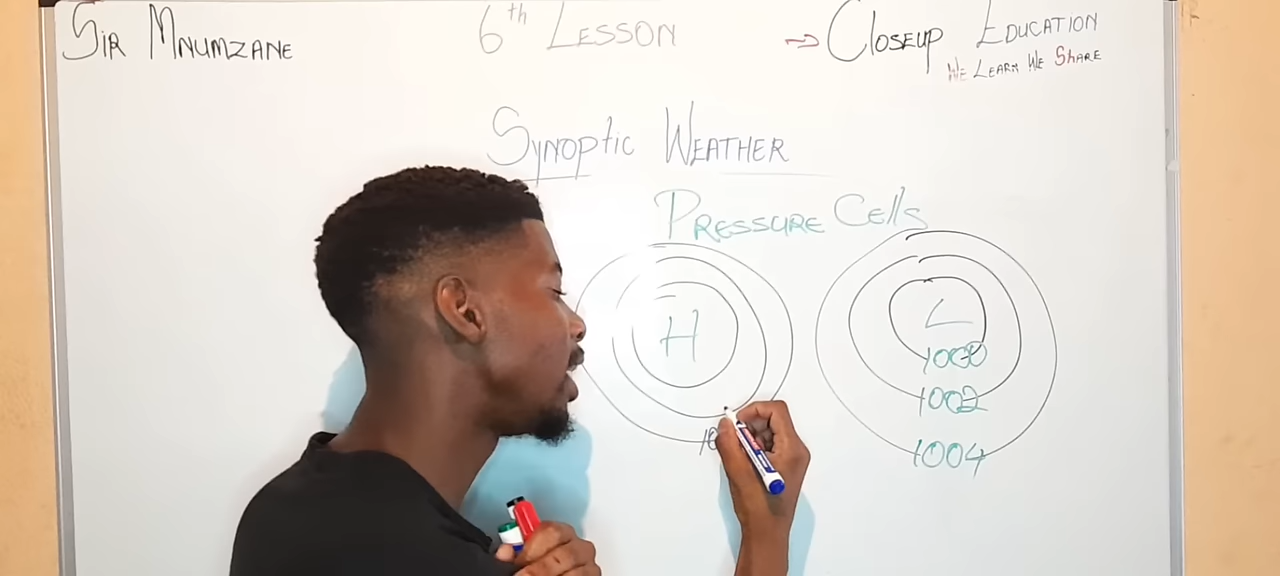 Sir Mnumzane
6th Lesson
→ Closeup Education
We Learn We Share
Synoptic Weather
Pressure Cells
H
L
1000
1002
1004